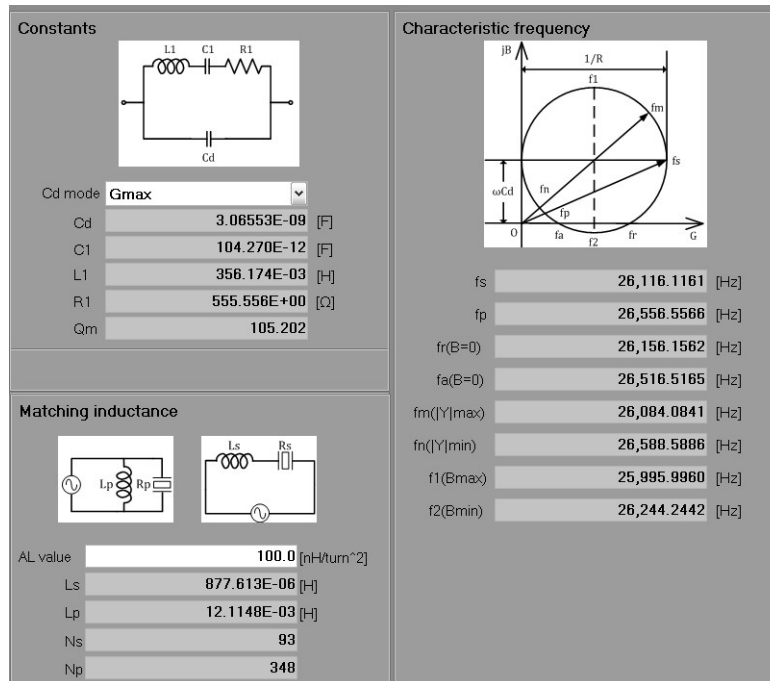 Constants
L1 C1 R1
Cd
Cd mode Gmax
Cd 3.06553E-09 [F]
C1 104.270E-12 [F]
L1 356.174E-03 [H]
R1 555.556E+00 [Ω]
Qm 105.202
Matching inductance
Lp Rp
Ls Rs
AL value 100.0 [nH/turn^2]
Ls 877.613E-06 [H]
Lp 12.1148E-03 [H]
Ns 93
Np 348
Characteristic frequency
jB
1/R
f1
fm
fs
ωCd
fn
fp
O fa f2 fr G
fs 26,116.1161 [Hz]
fp 26,556.5566 [Hz]
fr(B=0) 26,156.1562 [Hz]
fa(B=0) 26,516.5165 [Hz]
fm(|Y|max) 26,084.0841 [Hz]
fn(|Y|min) 26,588.5886 [Hz]
f1(Bmax) 25,995.9960 [Hz]
f2(Bmin) 26,244.2442 [Hz]